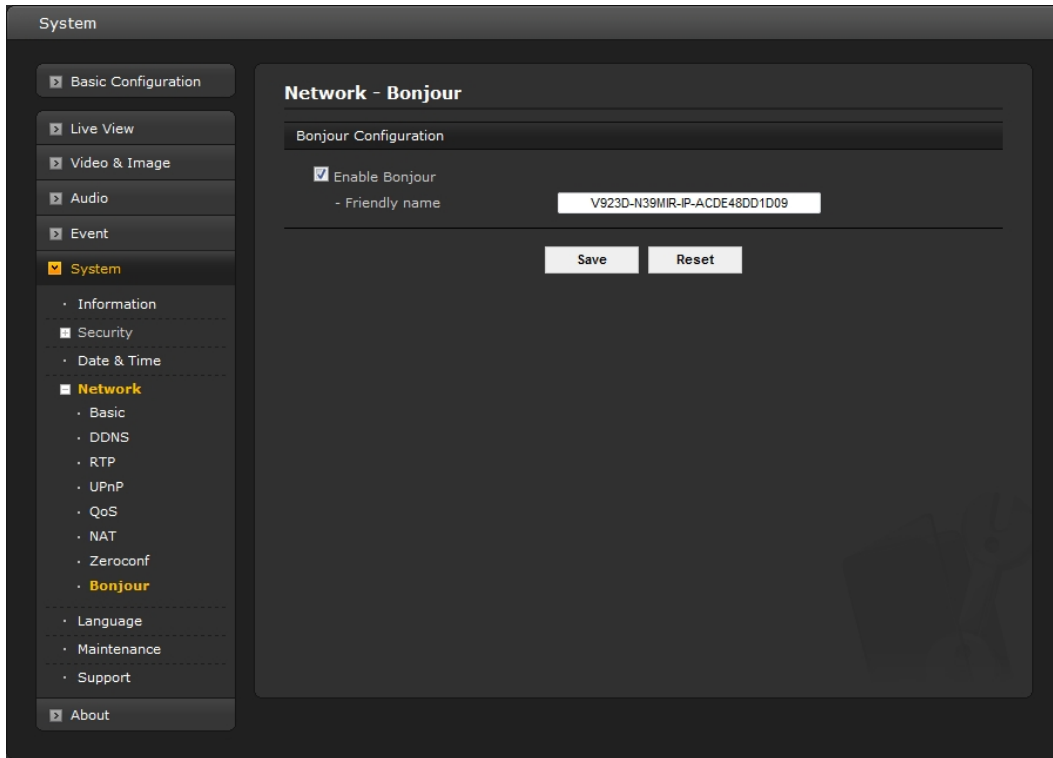 System
Basic Configuration
Live View
Video & Image
Audio
Event
System
· Information
Security
· Date & Time
Network
· Basic
· DDNS
· RTP
· UPnP
· QoS
· NAT
· Zeroconf
· Bonjour
· Language
· Maintenance
· Support
About
Network - Bonjour
Bonjour Configuration
Enable Bonjour
- Friendly name
V923D-N39MIR-IP-ACDE48DD1D09
Save Reset